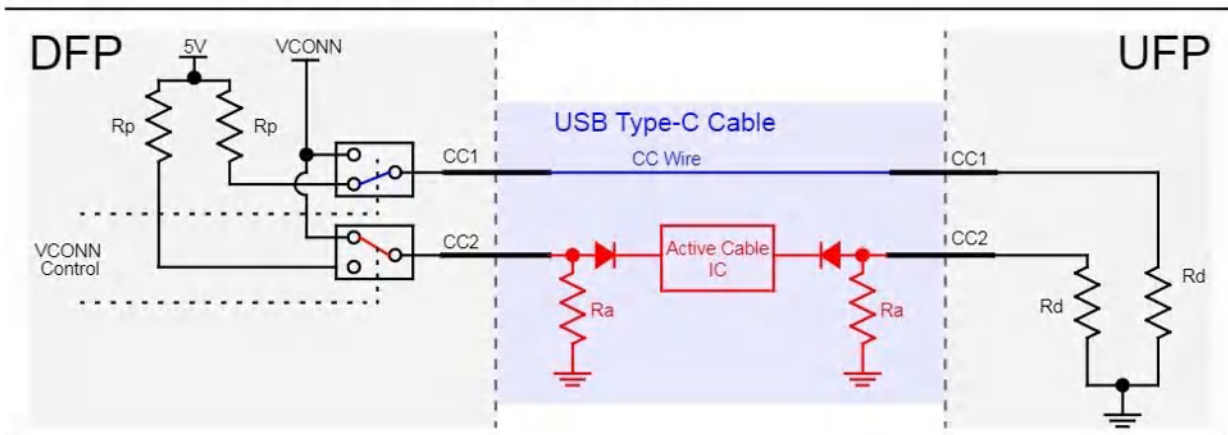 DFP
5V
VCONN
UFP
Rp
Rp
USB Type-C Cable
CC1
CC Wire
CC1
VCONN
Control
CC2
Active Cable
IC
CC2
Ra
Ra
Rd
Rd